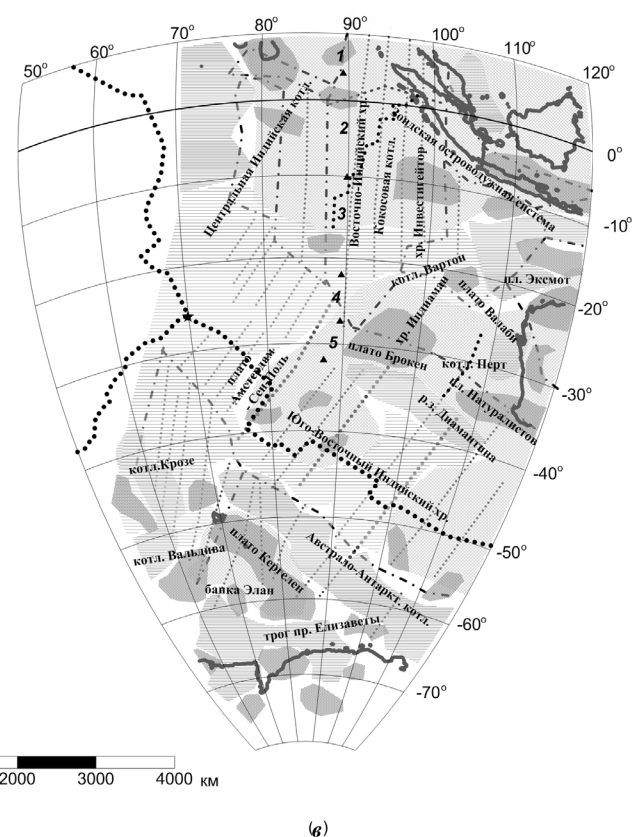 50°
60°
70°
80°
90°
100°
110°
120°
0°
-10°
-20°
-30°
-40°
-50°
-60°
-70°
1
2
3
4
5
Центральная Индийская котл.
Восточно-Индийский хр.
Кокосовая котл.
хр. Инвестигейтор
Зондская островодужная система
котл. Вартон
пл. Эксмот
хр. Индианан
плато Валаби
плато Брокен
котл. Перт
пл. Натуралистов
рз. Диамантина
плато
Амстердам-
Сен-Поль
Юго-Восточный Индийский хр.
котл.Крозе
котл. Вальдива
плато Кергелен
банка Элан
Австрало-Антаркт. котл.
трог пр. Елизаветы
2000
3000
4000 км
(в)